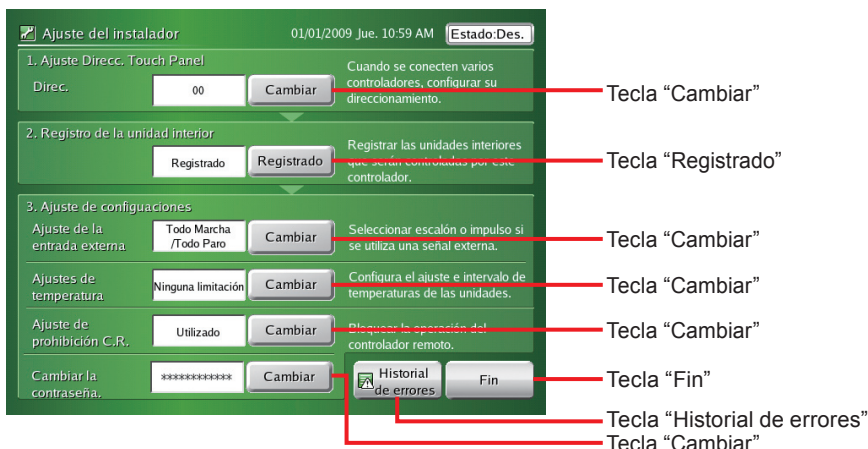 Ajuste del instalador 01/01/2009 Jue. 10:59 AM Estado:Des.
1. Ajuste Direcc. Touch Panel
Direc. 00 Cambiar
Cuando se conecten varios
controladores, configurar su
direccionamiento.
Tecla “Cambiar”
2. Registro de la unidad interior
Registrado Registrado
Registrar las unidades interiores
que serán controladas por este
controlador.
Tecla “Registrado”
3. Ajuste de configuaciones
Ajuste de la
entrada externa
Todo Marcha
/Todo Paro
Cambiar
Seleccionar escalón o impulso si
se utiliza una señal externa.
Tecla “Cambiar”
Ajustes de
temperatura
Ninguna limitación
Cambiar
Configura el ajuste e intervalo de
temperaturas de las unidades.
Tecla “Cambiar”
Ajuste de
prohibición C.R.
Utilizado
Cambiar
Bloquear la operación del
controlador remoto.
Tecla “Cambiar”
Cambiar la
contraseña.
************
Cambiar
Historial
de errores
Fin
Tecla “Fin”
Tecla “Historial de errores”
Tecla “Cambiar”